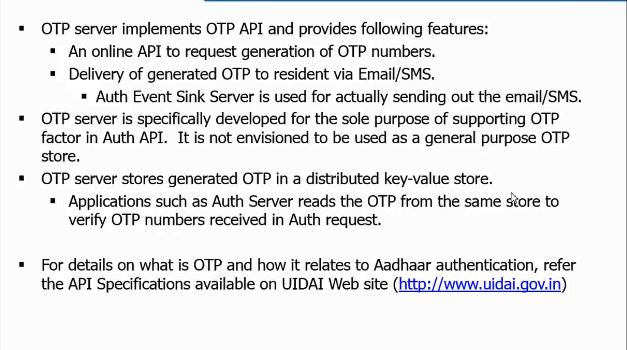 ▪ OTP server implements OTP API and provides following features:
▪ An online API to request generation of OTP numbers.
▪ Delivery of generated OTP to resident via Email/SMS.
▪ Auth Event Sink Server is used for actually sending out the email/SMS.
▪ OTP server is specifically developed for the sole purpose of supporting OTP
factor in Auth API. It is not envisioned to be used as a general purpose OTP
store.
▪ OTP server stores generated OTP in a distributed key-value store.
▪ Applications such as Auth Server reads the OTP from the same store to
verify OTP numbers received in Auth request.
▪ For details on what is OTP and how it relates to Aadhaar authentication, refer
the API Specifications available on UIDAI Web site (http://www.uidai.gov.in)